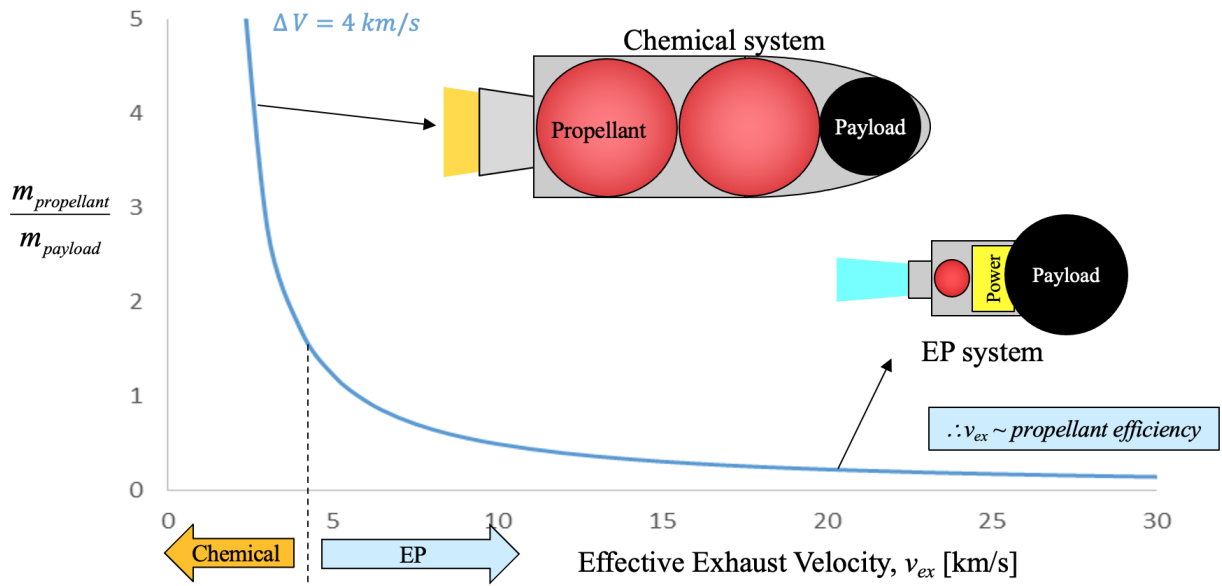 5
ΔV = 4 km/s
Chemical system
4
Propellant
Payload
3
m_propellant
m_payload
Power
Payload
2
EP system
1
∴v_ex ~ propellant efficiency
0
0 5 10 15 20 25 30
Chemical
EP
Effective Exhaust Velocity, v_ex [km/s]